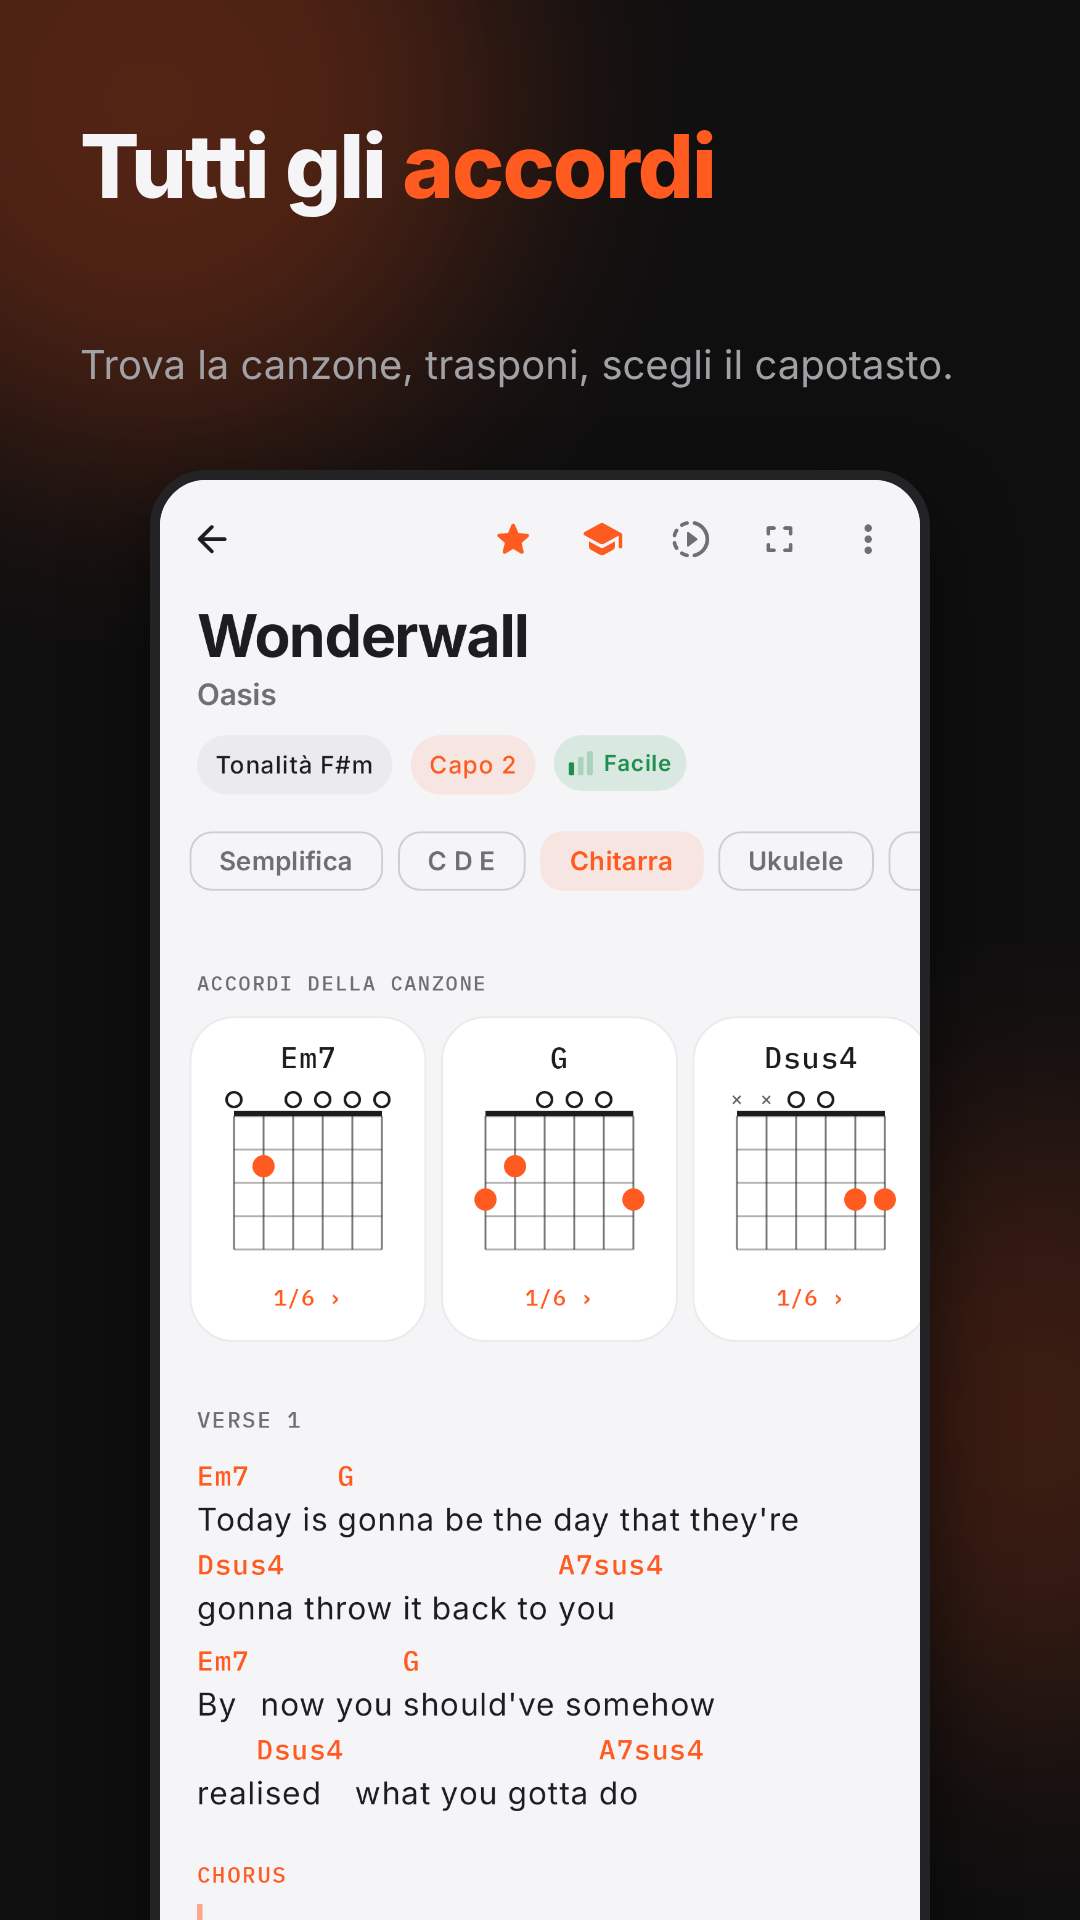 Tutti gli accordi
Trova la canzone, trasponi, scegli il capotasto.
Wonderwall
Oasis
Tonalità F#m Capo 2 Facile
Semplifica C D E Chitarra Ukulele
ACCORDI DELLA CANZONE
Em7 G Dsus4
× ×
1/6 › 1/6 › 1/6 ›
VERSE 1
Em7 G
Today is gonna be the day that they're
Dsus4 A7sus4
gonna throw it back to you
Em7 G
By now you should've somehow
Dsus4 A7sus4
realised what you gotta do
CHORUS